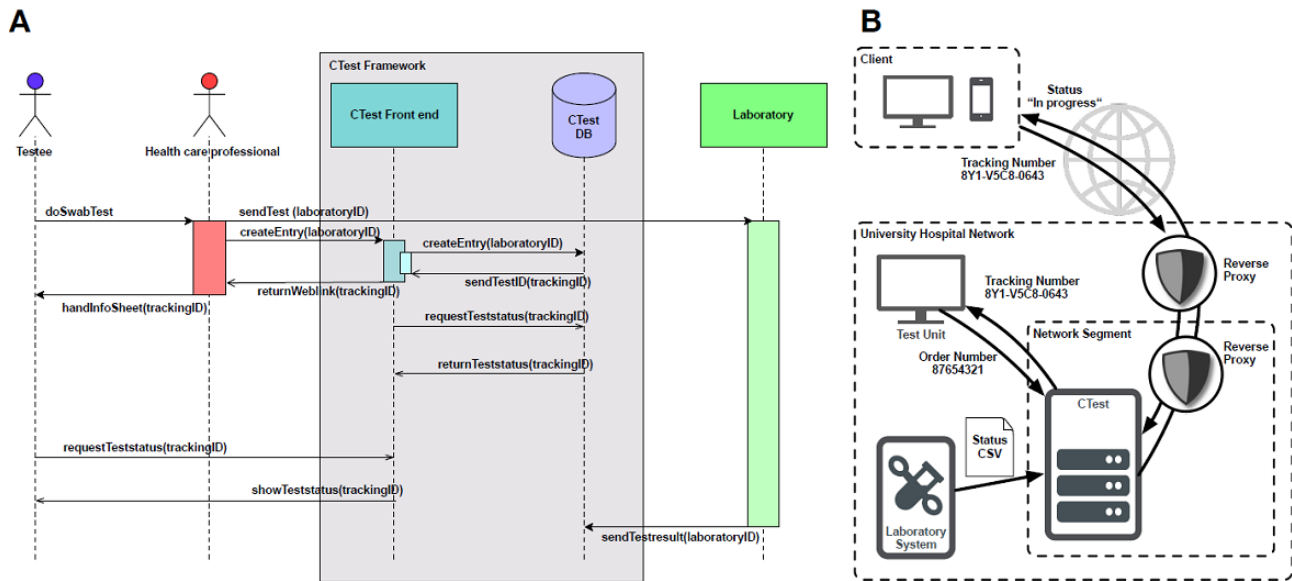 A
CTest Framework
CTest Front end
CTest
DB
Laboratory
Testee
Health care professional
doSwabTest
sendTest (laboratoryID)
createEntry(laboratoryID)
createEntry(laboratoryID)
sendTestID(trackingID)
returnWeblink(trackingID)
handInfoSheet(trackingID)
requestTeststatus(trackingID)
returnTeststatus(trackingID)
requestTeststatus(trackingID)
showTeststatus(trackingID)
sendTestresult(laboratoryID)
B
Client
Status
"In progress"
Tracking Number
8Y1-V5C8-0643
University Hospital Network
Reverse
Proxy
Tracking Number
8Y1-V5C8-0643
Test Unit
Network Segment
Reverse
Proxy
Order Number
87654321
CTest
Status
CSV
Laboratory
System